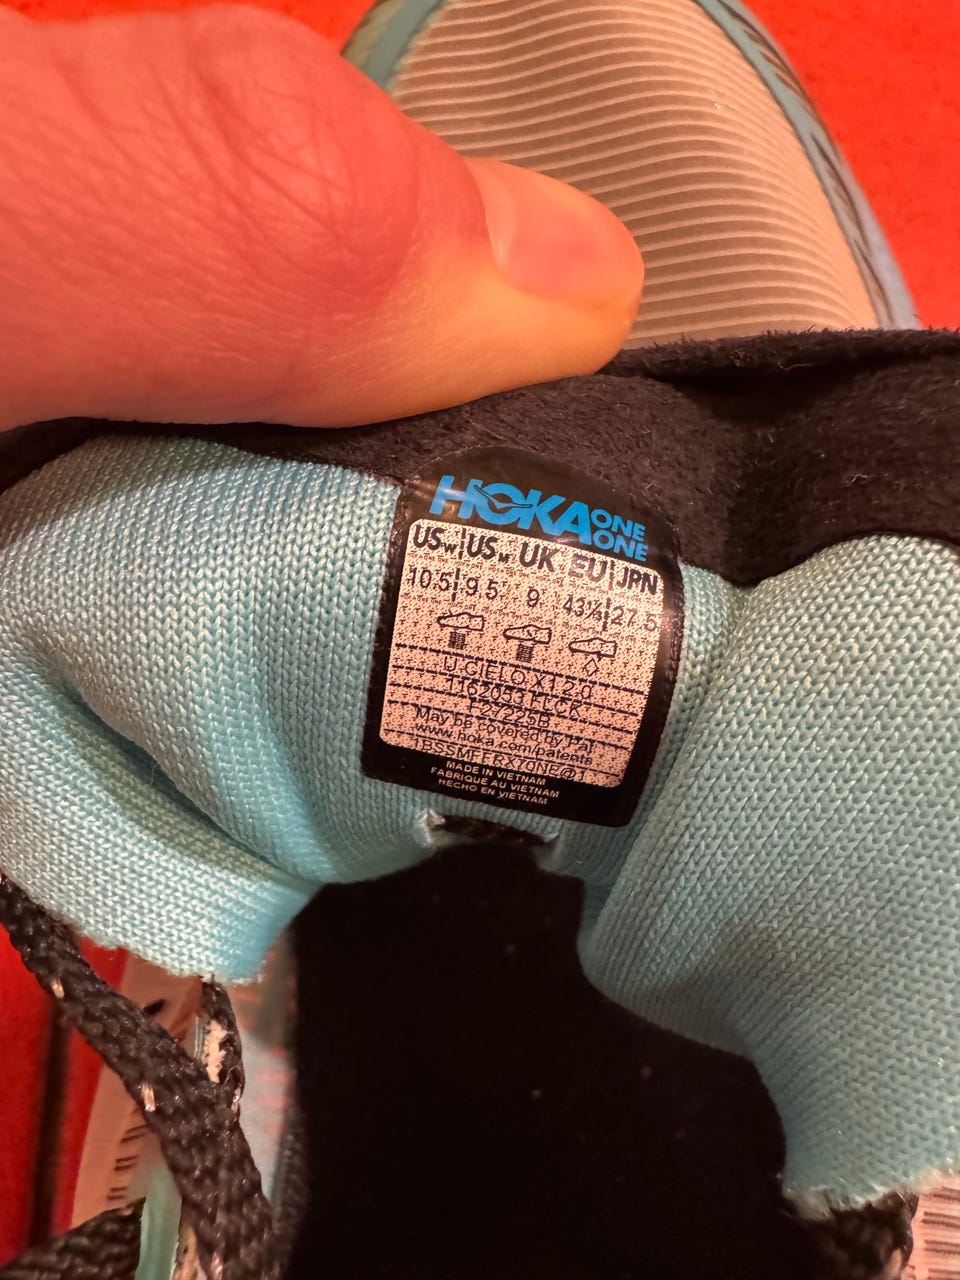 HOKA ONE ONE
USw USM UK EU JPN
10.5 9.5 9 43⅓ 27.5
U CIELO X1 2.0
1162053 FLCK
F27225B
May be covered by Pat
www.hoka.com/patents
MADE IN VIETNAM
FABRIQUÉ AU VIETNAM
HECHO EN VIETNAM